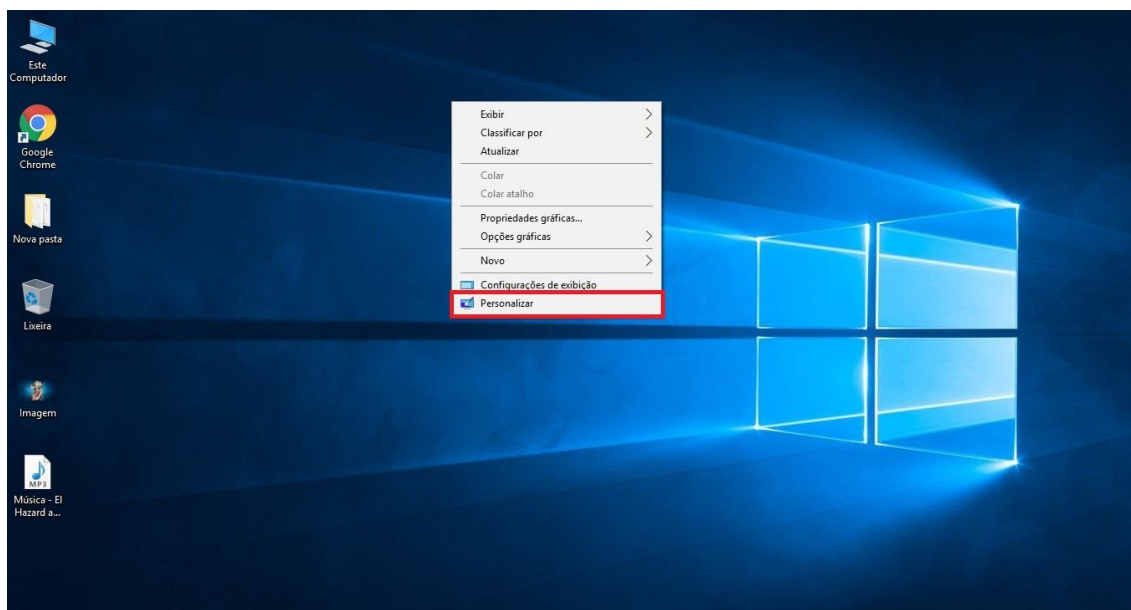 Este
Computador
Google
Chrome
Nova pasta
Lixeira
Imagem
MP3
Música - El
Hazard a...
Exibir
Classificar por
Atualizar
Colar
Colar atalho
Propriedades gráficas...
Opções gráficas
Novo
Configurações de exibição
Personalizar